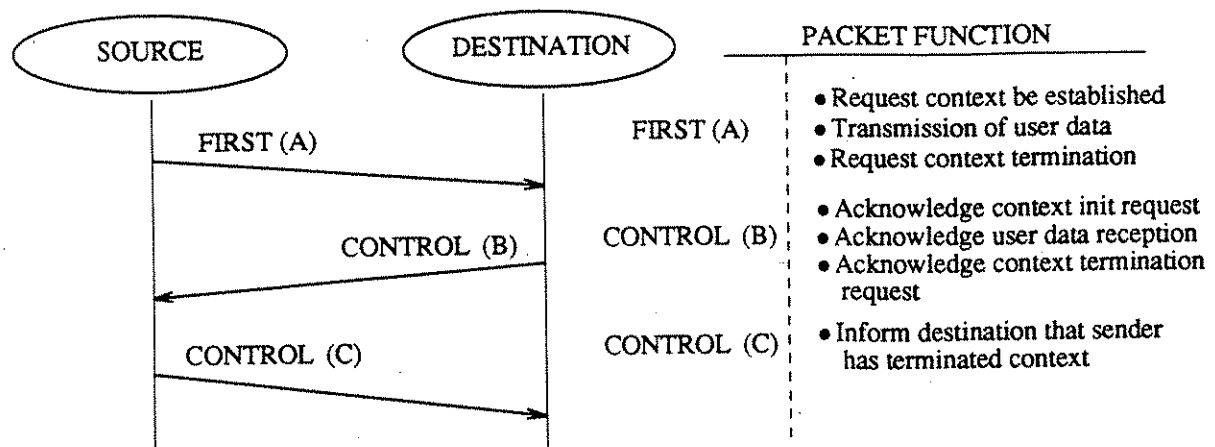 SOURCE
DESTINATION
PACKET FUNCTION
FIRST (A)
CONTROL (B)
CONTROL (C)
FIRST (A)
• Request context be established
• Transmission of user data
• Request context termination
CONTROL (B)
• Acknowledge context init request
• Acknowledge user data reception
• Acknowledge context termination
request
CONTROL (C)
• Inform destination that sender
has terminated context